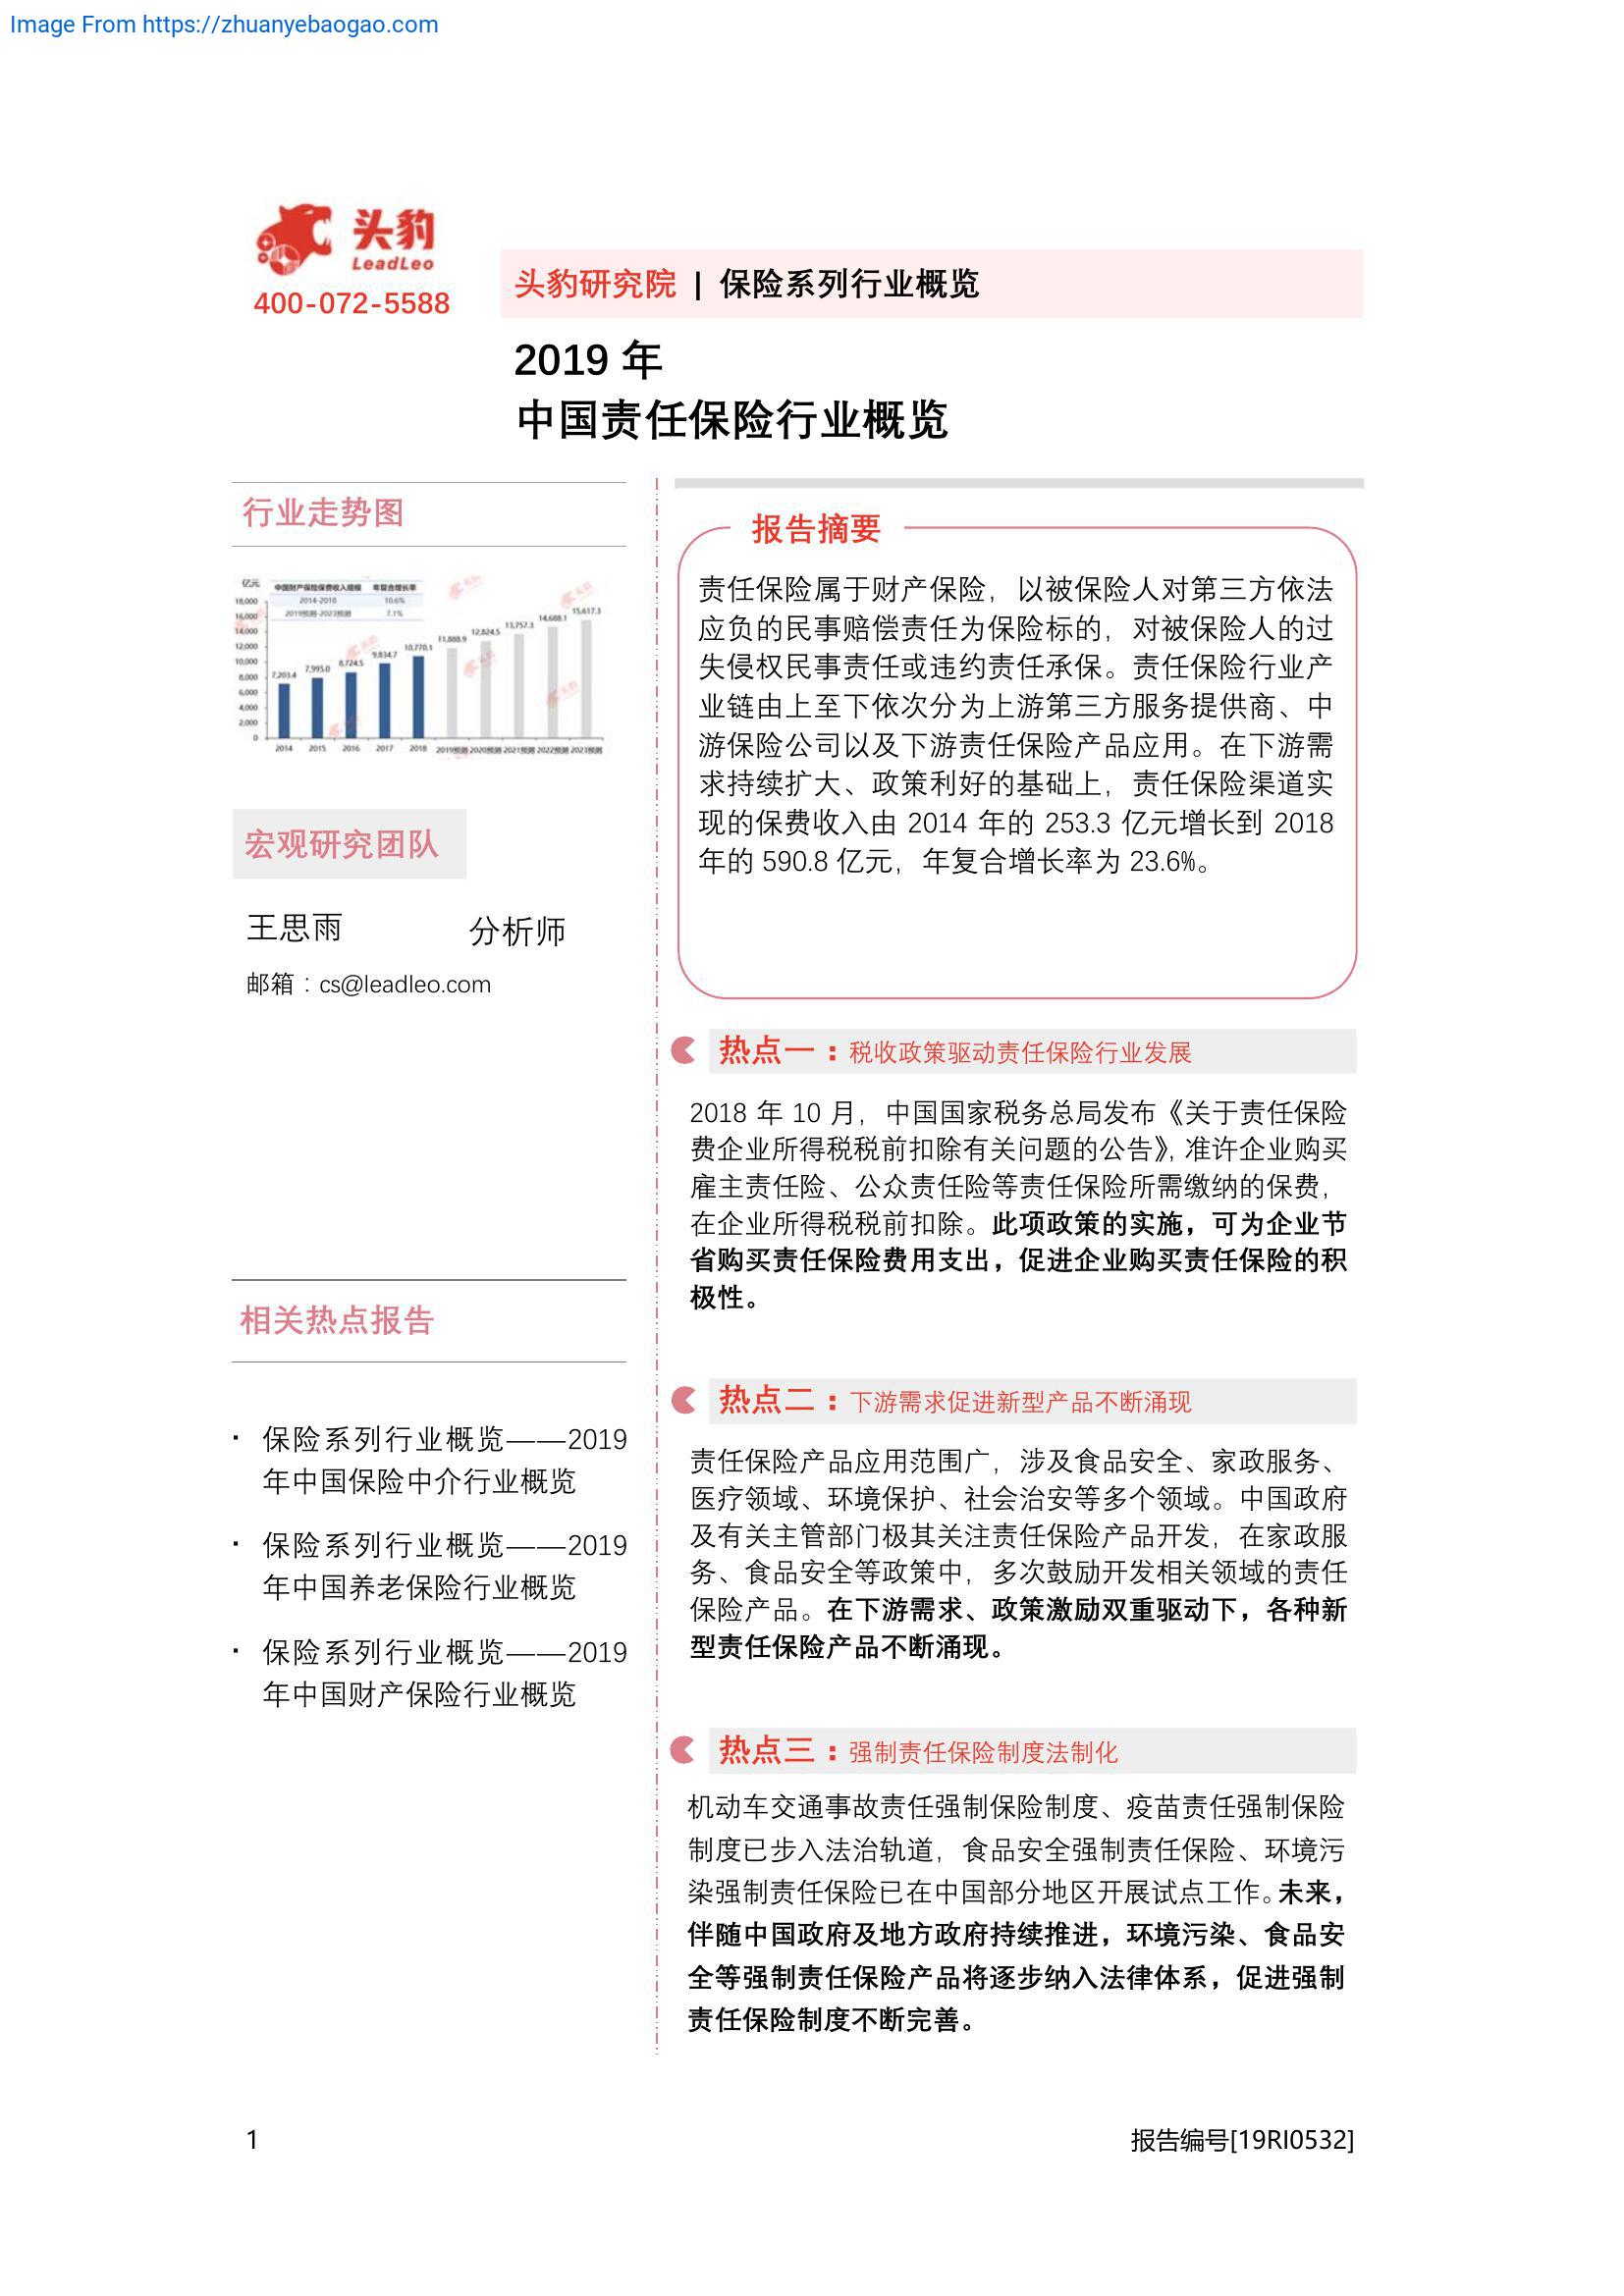 Image From https://zhuanyebaogao.com
头豹
LeadLeo
400-072-5588
头豹研究院 | 保险系列行业概览
2019 年
中国责任保险行业概览
行业走势图
亿元
中国财产保险保费收入规模 年复合增长率
2014-2018 10.6%
2019预测-2023预测 7.1%
18,000
16,000
14,000
12,000
10,000
8,000
6,000
4,000
2,000
0
7,203.4
7,995.0
8,724.5
9,834.7
10,770.1
11,888.9
12,824.5
13,757.3
14,688.1
15,617.3
2014 2015 2016 2017 2018 2019预测 2020预测 2021预测 2022预测 2023预测
宏观研究团队
王思雨 分析师
邮箱：cs@leadleo.com
相关热点报告
· 保险系列行业概览——2019
年中国保险中介行业概览
· 保险系列行业概览——2019
年中国养老保险行业概览
· 保险系列行业概览——2019
年中国财产保险行业概览
报告摘要
责任保险属于财产保险，以被保险人对第三方依法
应负的民事赔偿责任为保险标的，对被保险人的过
失侵权民事责任或违约责任承保。责任保险行业产
业链由上至下依次分为上游第三方服务提供商、中
游保险公司以及下游责任保险产品应用。在下游需
求持续扩大、政策利好的基础上，责任保险渠道实
现的保费收入由 2014 年的 253.3 亿元增长到 2018
年的 590.8 亿元，年复合增长率为 23.6%。
热点一：税收政策驱动责任保险行业发展
2018 年 10 月，中国国家税务总局发布《关于责任保险
费企业所得税税前扣除有关问题的公告》，准许企业购买
雇主责任险、公众责任险等责任保险所需缴纳的保费，
在企业所得税税前扣除。此项政策的实施，可为企业节
省购买责任保险费用支出，促进企业购买责任保险的积
极性。
热点二：下游需求促进新型产品不断涌现
责任保险产品应用范围广，涉及食品安全、家政服务、
医疗领域、环境保护、社会治安等多个领域。中国政府
及有关主管部门极其关注责任保险产品开发，在家政服
务、食品安全等政策中，多次鼓励开发相关领域的责任
保险产品。在下游需求、政策激励双重驱动下，各种新
型责任保险产品不断涌现。
热点三：强制责任保险制度法制化
机动车交通事故责任强制保险制度、疫苗责任强制保险
制度已步入法治轨道，食品安全强制责任保险、环境污
染强制责任保险已在中国部分地区开展试点工作。未来，
伴随中国政府及地方政府持续推进，环境污染、食品安
全等强制责任保险产品将逐步纳入法律体系，促进强制
责任保险制度不断完善。
1
报告编号[19RI0532]